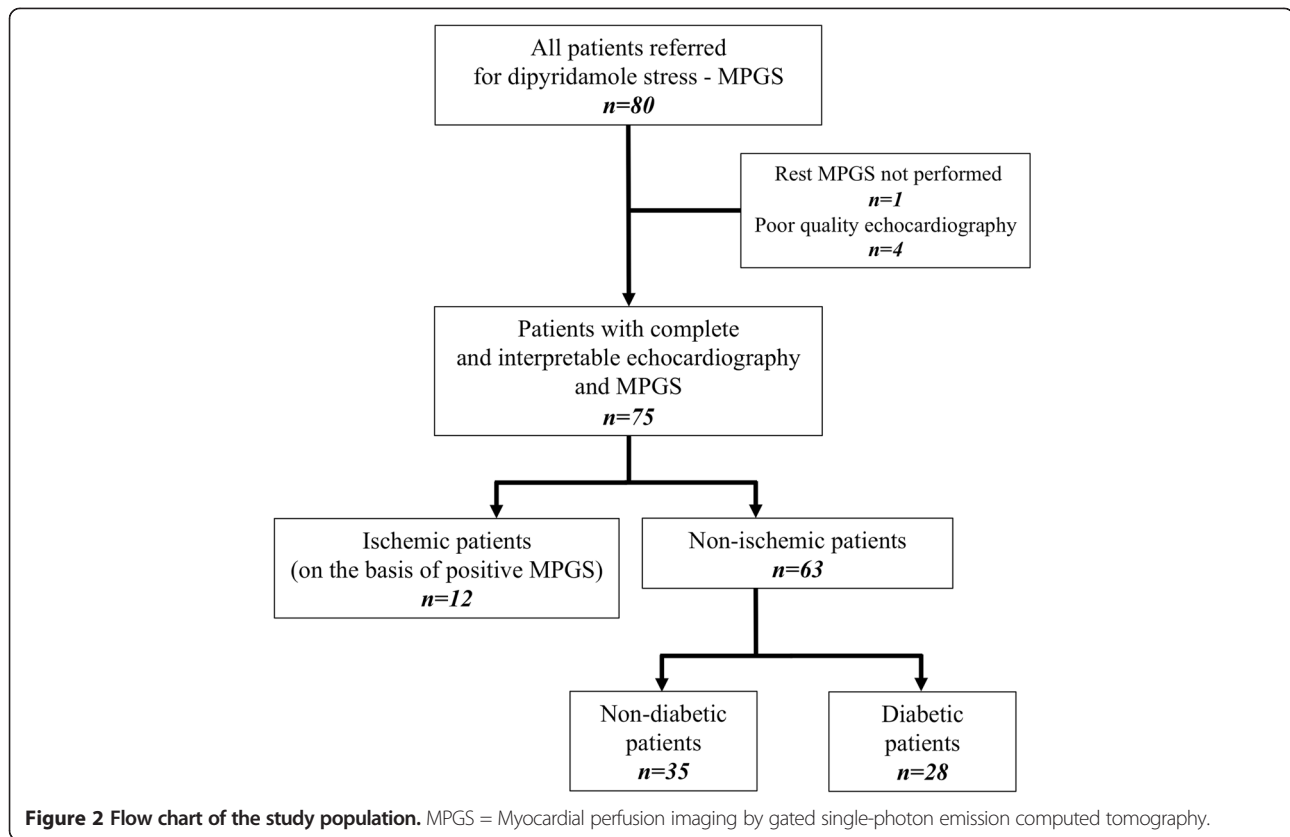 All patients referred
for dipyridamole stress - MPGS
n=80
Rest MPGS not performed
n=1
Poor quality echocardiography
n=4
Patients with complete
and interpretable echocardiography
and MPGS
n=75
Ischemic patients
(on the basis of positive MPGS)
n=12
Non-ischemic patients
n=63
Non-diabetic
patients
n=35
Diabetic
patients
n=28
Figure 2 Flow chart of the study population. MPGS = Myocardial perfusion imaging by gated single-photon emission computed tomography.